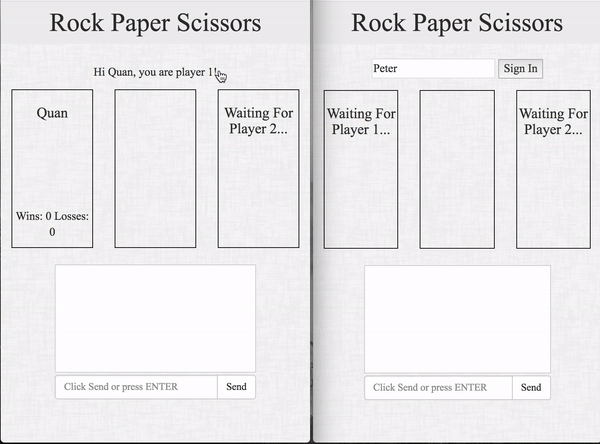 Rock Paper Scissors
Hi Quan, you are player 1!
Quan
Wins: 0 Losses:
0
Waiting For
Player 2...
Click Send or press ENTER
Send
Rock Paper Scissors
Peter
Sign In
Waiting For
Player 1...
Waiting For
Player 2...
Click Send or press ENTER
Send